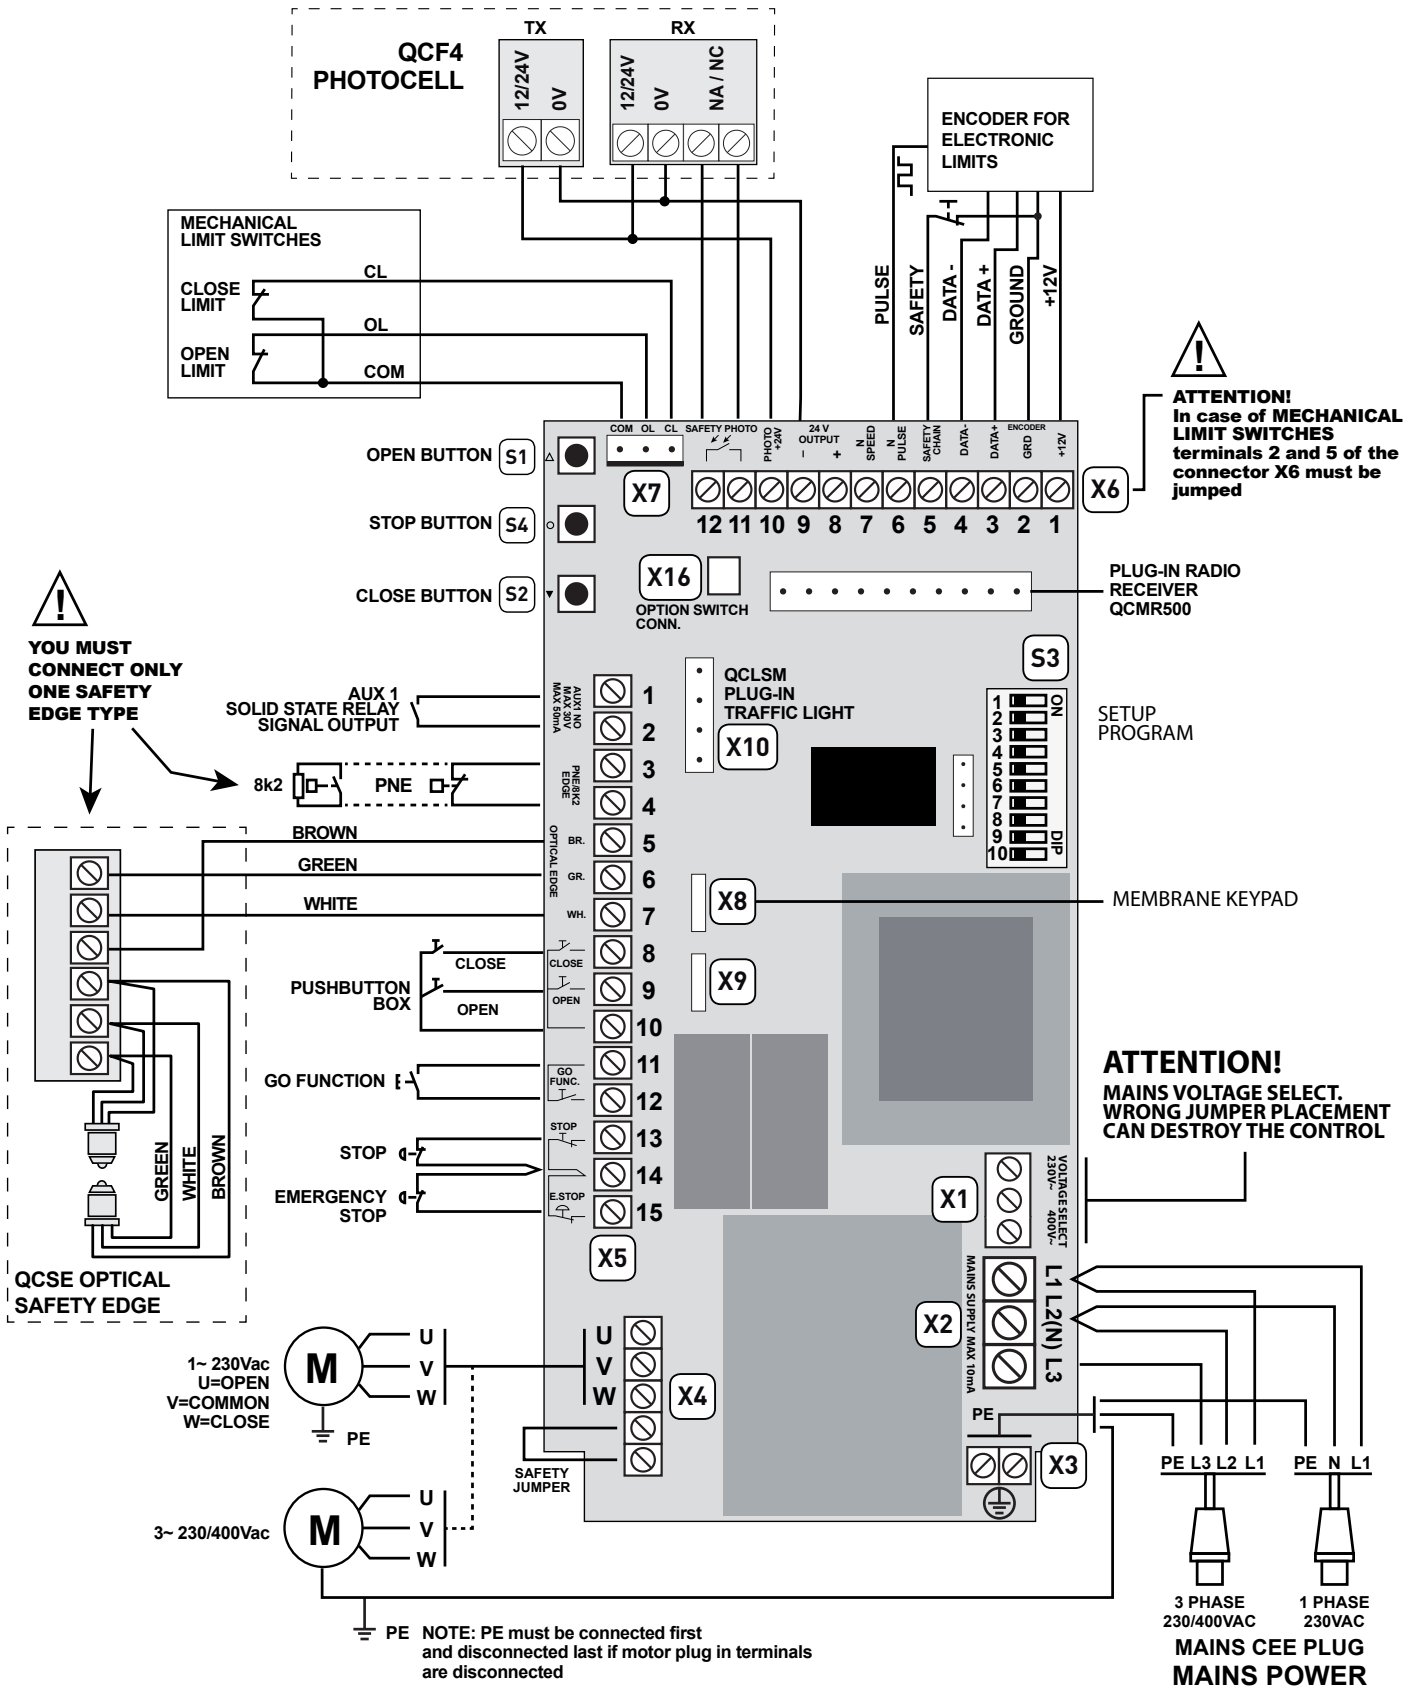 TX
RX
QCF4
PHOTOCELL
12/24V
0V
12/24V
0V
NA / NC
ENCODER FOR
ELECTRONIC
LIMITS
MECHANICAL
LIMIT SWITCHES
CLOSE
LIMIT
CL
OL
OPEN
LIMIT
COM
PULSE
SAFETY
DATA -
DATA +
GROUND
+12V
!
ATTENTION!
In case of MECHANICAL
LIMIT SWITCHES
terminals 2 and 5 of the
connector X6 must be
jumped
COM OL CL
SAFETY PHOTO
PHOTO
+24V
24 V
OUTPUT
– +
N
SPEED
N
PULSE
SAFETY
CHAIN
DATA-
DATA+
ENCODER
GRD
+12V
OPEN BUTTON S1
X7
X6
12 11 10 9 8 7 6 5 4 3 2 1
STOP BUTTON S4
CLOSE BUTTON S2
X16
OPTION SWITCH
CONN.
PLUG-IN RADIO
RECEIVER
QCMR500
!
YOU MUST
CONNECT ONLY
ONE SAFETY
EDGE TYPE
S3
QCLSM
PLUG-IN
TRAFFIC LIGHT
X10
1
2
3
4
5
6
7
8
9
10
ON
DIP
SETUP
PROGRAM
AUX 1
SOLID STATE RELAY
SIGNAL OUTPUT
AUX1 NO
MAX 30V
MAX 50mA
1
2
8k2
PNE
PNE/8K2
EDGE
3
4
BROWN
GREEN
WHITE
OPTICAL EDGE
BR.
GR.
WH.
5
6
7
X8
MEMBRANE KEYPAD
X9
PUSHBUTTON
BOX
CLOSE
OPEN
CLOSE
OPEN
8
9
10
GO FUNCTION
GO
FUNC.
11
12
STOP
STOP
13
14
EMERGENCY
STOP
E.STOP
15
X5
GREEN
WHITE
BROWN
QCSE OPTICAL
SAFETY EDGE
ATTENTION!
MAINS VOLTAGE SELECT.
WRONG JUMPER PLACEMENT
CAN DESTROY THE CONTROL
X1
VOLTAGE SELECT
230V~ 400V~
X2
MAINS SUPPLY MAX 10mA
L1 L2(N) L3
1~ 230Vac
U=OPEN
V=COMMON
W=CLOSE
M
U
V
W
PE
U
V
W
X4
SAFETY
JUMPER
PE
X3
3~ 230/400Vac
M
U
V
W
PE L3 L2 L1
PE N L1
3 PHASE
230/400VAC
1 PHASE
230VAC
MAINS CEE PLUG
MAINS POWER
PE NOTE: PE must be connected first
and disconnected last if motor plug in terminals
are disconnected